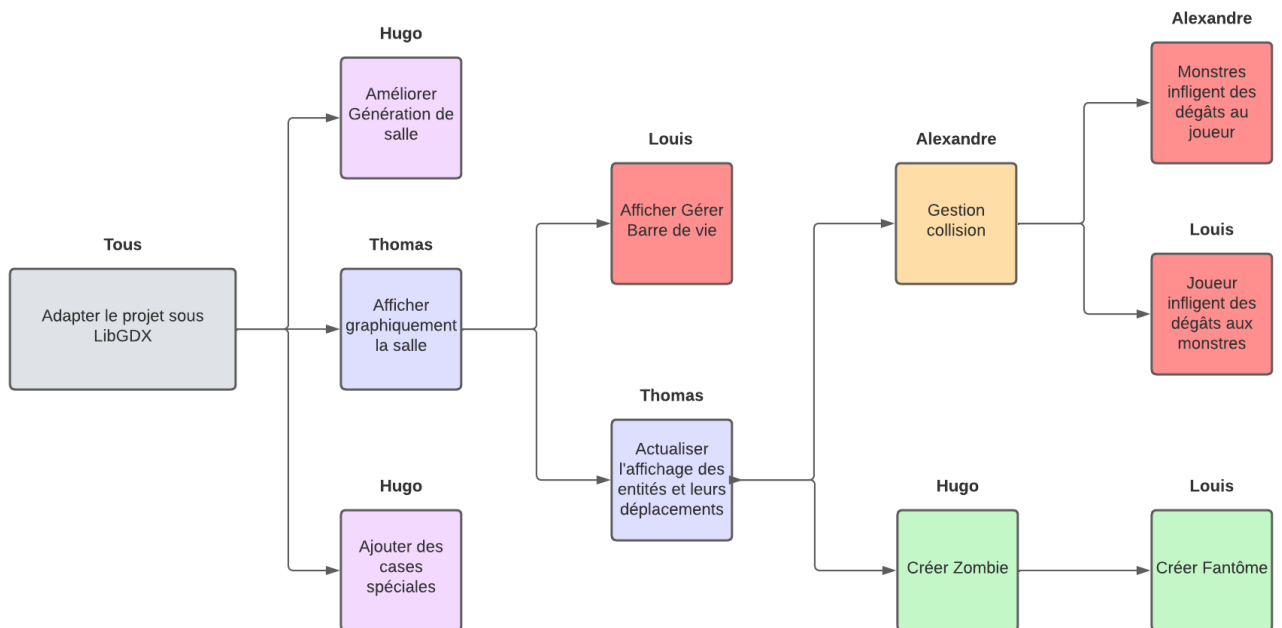 Tous
Adapter le projet sous
LibGDX
Hugo
Améliorer
Génération de
salle
Thomas
Afficher
graphiquement
la salle
Hugo
Ajouter des
cases
spéciales
Louis
Afficher Gérer
Barre de vie
Thomas
Actualiser
l'affichage des
entités et leurs
déplacements
Alexandre
Gestion
collision
Hugo
Créer Zombie
Alexandre
Monstres
infligent des
dégâts au
joueur
Louis
Joueur
infligent des
dégâts aux
monstres
Louis
Créer Fantôme